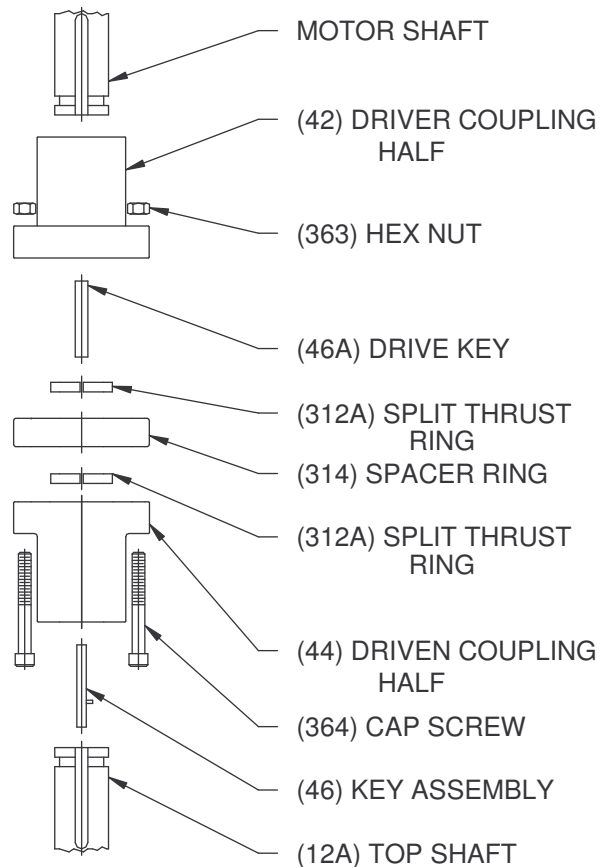 MOTOR SHAFT
(42) DRIVER COUPLING
HALF
(363) HEX NUT
(46A) DRIVE KEY
(312A) SPLIT THRUST
RING
(314) SPACER RING
(312A) SPLIT THRUST
RING
(44) DRIVEN COUPLING
HALF
(364) CAP SCREW
(46) KEY ASSEMBLY
(12A) TOP SHAFT